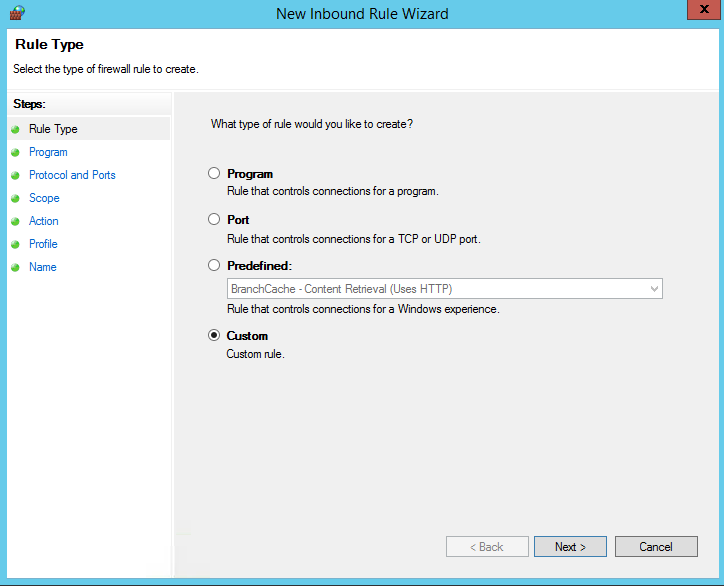 New Inbound Rule Wizard
x
Rule Type
Select the type of firewall rule to create.
Steps:
Rule Type
Program
Protocol and Ports
Scope
Action
Profile
Name
What type of rule would you like to create?
Program
Rule that controls connections for a program.
Port
Rule that controls connections for a TCP or UDP port.
Predefined:
BranchCache - Content Retrieval (Uses HTTP)
Rule that controls connections for a Windows experience.
Custom
Custom rule.
< Back
Next >
Cancel